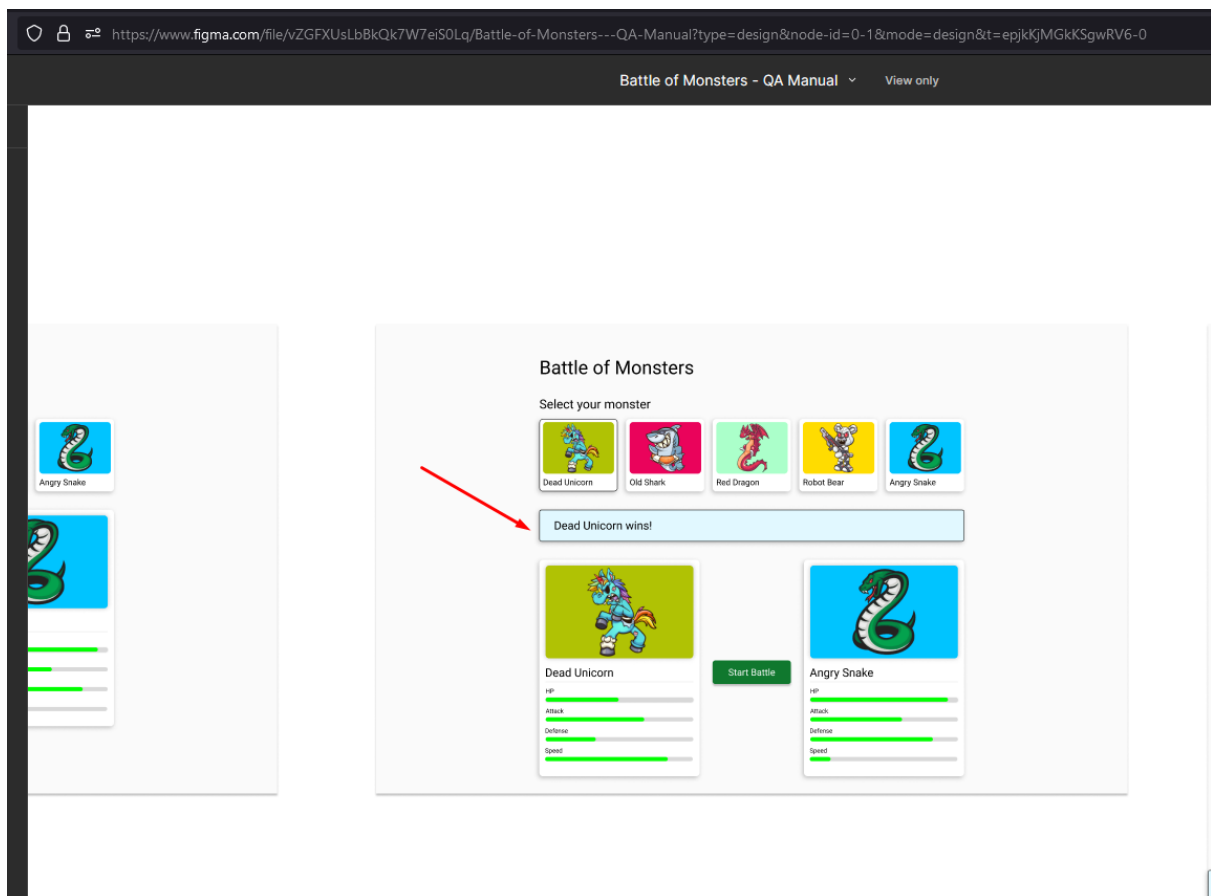 https://www.figma.com/file/vZGFXUsLbBkQk7W7eiS0Lq/Battle-of-Monsters---QA-Manual?type=design&node-id=0-1&mode=design&t=epjkKjMGkKSgwRV6-0
Battle of Monsters - QA Manual View only
Angry Snake
Battle of Monsters
Select your monster
Dead Unicorn Old Shark Red Dragon Robot Bear Angry Snake
Dead Unicorn wins!
Dead Unicorn
HP
Attack
Defense
Speed
Start Battle
Angry Snake
HP
Attack
Defense
Speed